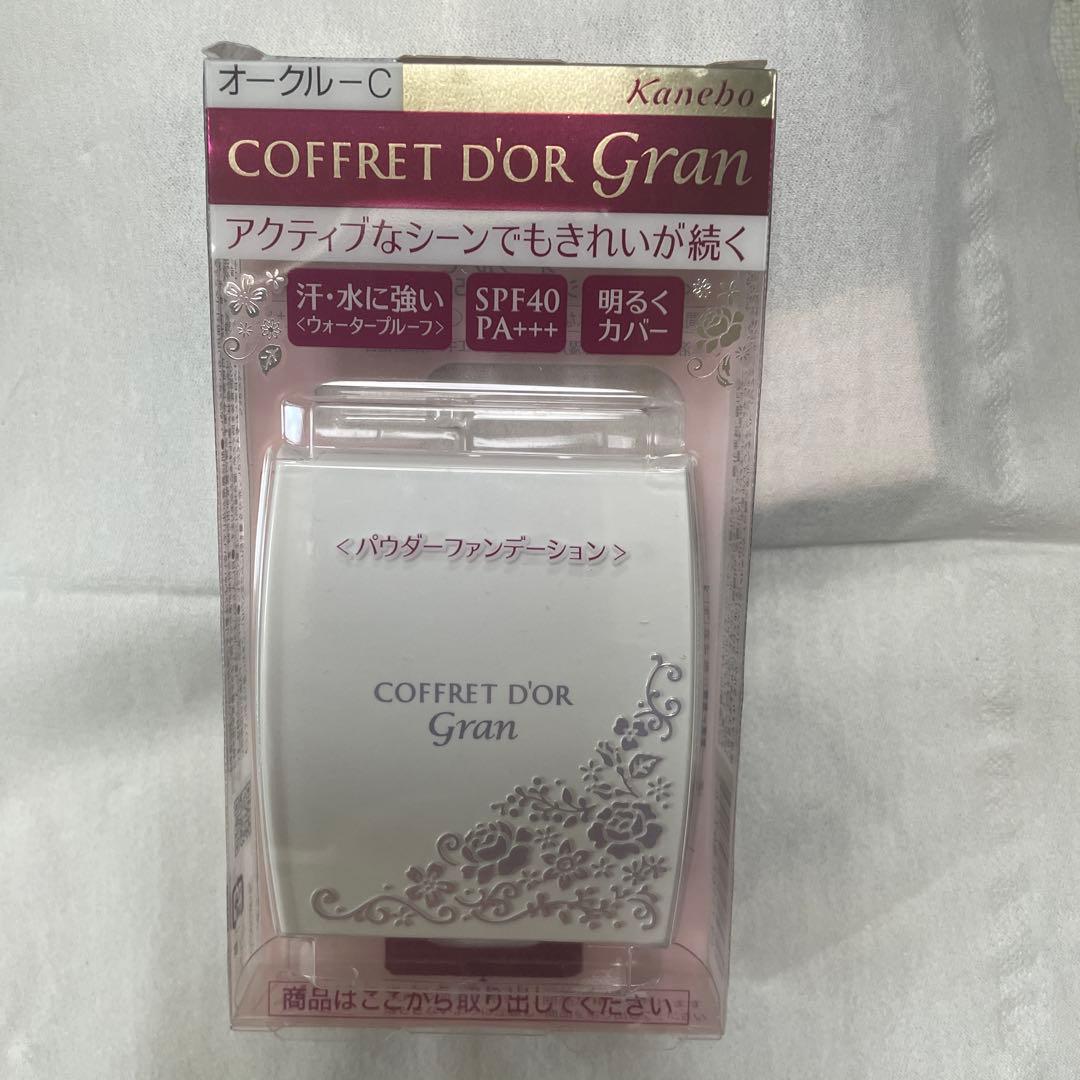 オークルーC
Kanebo
COFFRET D'OR Gran
アクティブなシーンでもきれいが続く
汗・水に強い
<ウォータープルーフ>
SPF40
PA+++
明るく
カバー
<パウダーファンデーション>
COFFRET D'OR
Gran
商品はここから取り出してください